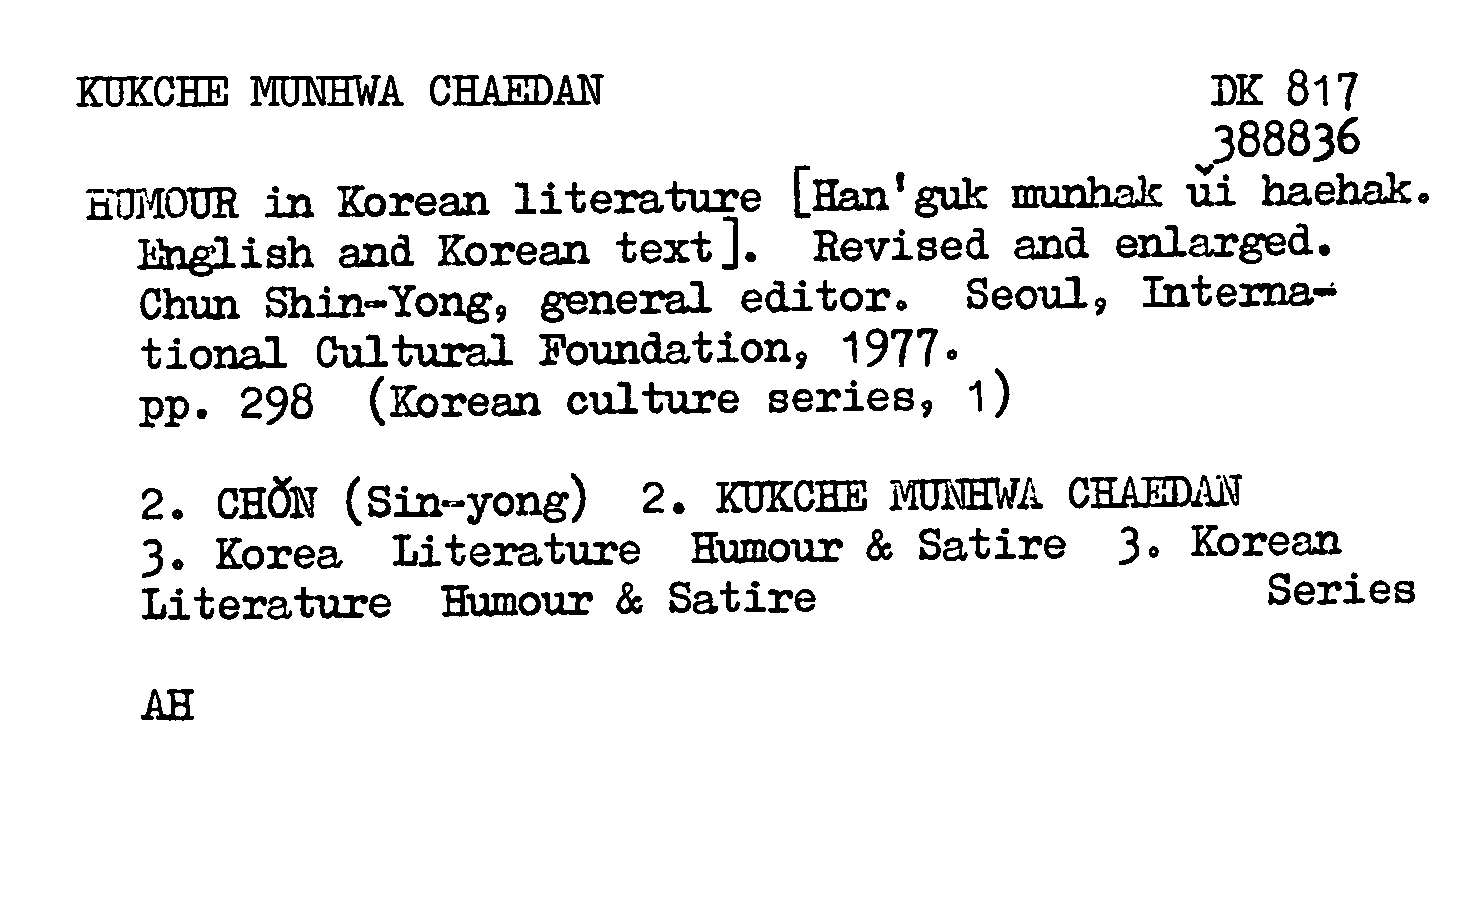 KUKCHE MUNHWA CHAEDAN DK 817
388836
HUMOUR in Korean literature [Han'guk munhak ŭi haehak.
English and Korean text]. Revised and enlarged.
Chun Shin-Yong, general editor. Seoul, Interna-
tional Cultural Foundation, 1977.
pp. 298 (Korean culture series, 1)
2. CHŎN (Sin-yong) 2. KUKCHE MUNHWA CHAEDAN
3. Korea Literature Humour & Satire 3. Korean
Literature Humour & Satire Series
AH